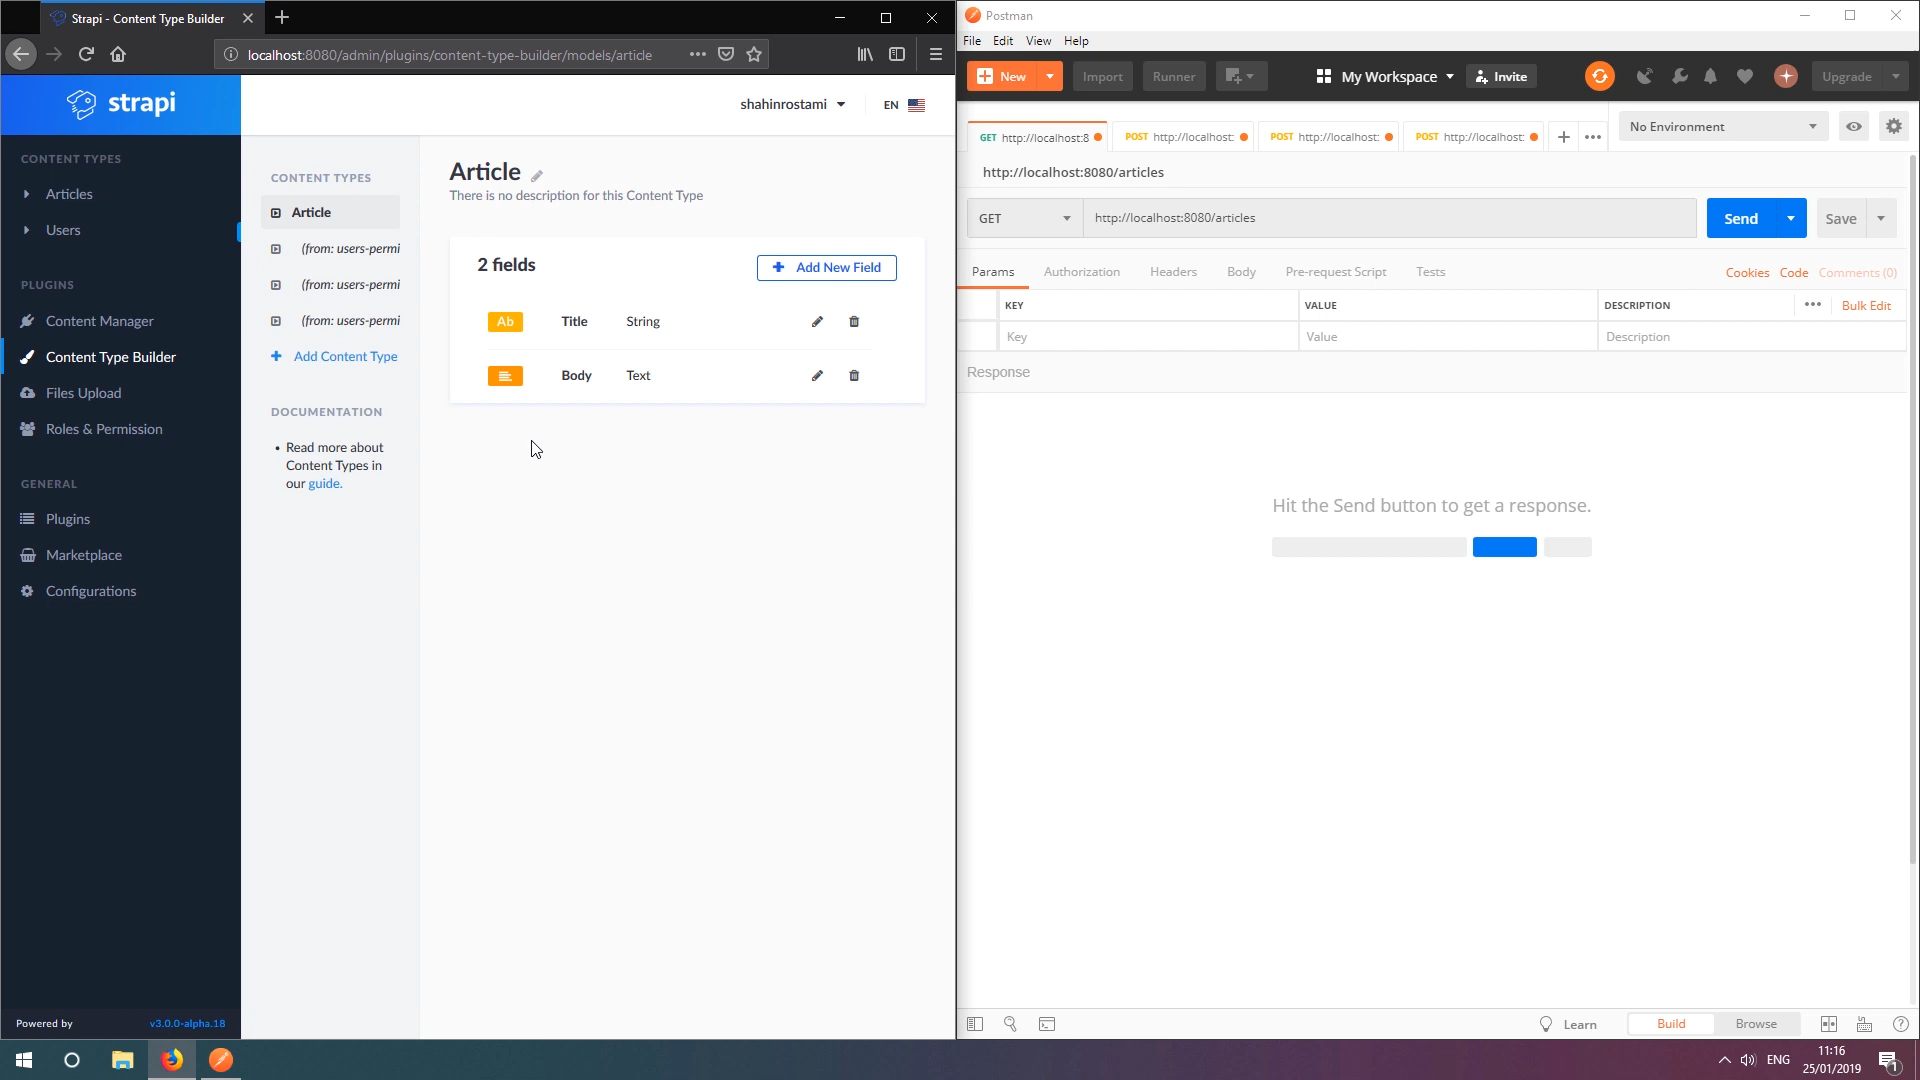 Strapi - Content Type Builder
localhost:8080/admin/plugins/content-type-builder/models/article
strapi
shahinrostami
EN
CONTENT TYPES
Articles
Users
PLUGINS
Content Manager
Content Type Builder
Files Upload
Roles & Permission
GENERAL
Plugins
Marketplace
Configurations
Powered by v3.0.0-alpha.18
CONTENT TYPES
Article
(from: users-permi
(from: users-permi
(from: users-permi
Add Content Type
DOCUMENTATION
Read more about
Content Types in
our guide.
Article
There is no description for this Content Type
2 fields
Add New Field
Ab Title String
Body Text
Postman
File Edit View Help
New Import Runner My Workspace Invite Upgrade
GET http://localhost:8 POST http://localhost: POST http://localhost: POST http://localhost: No Environment
http://localhost:8080/articles
GET http://localhost:8080/articles Send Save
Params Authorization Headers Body Pre-request Script Tests Cookies Code Comments (0)
KEY VALUE DESCRIPTION Bulk Edit
Key Value Description
Response
Hit the Send button to get a response.
Learn Build Browse
ENG
11:16
25/01/2019
1